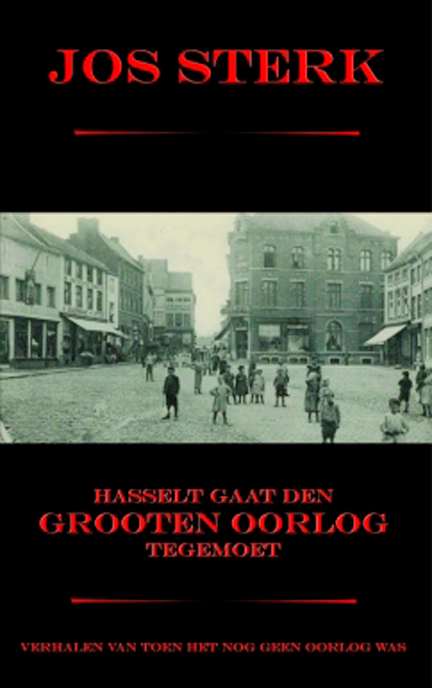 JOS STERK
HASSELT GAAT DEN
GROOTEN OORLOG
TEGEMOET
VERHALEN VAN TOEN HET NOG GEEN OORLOG WAS